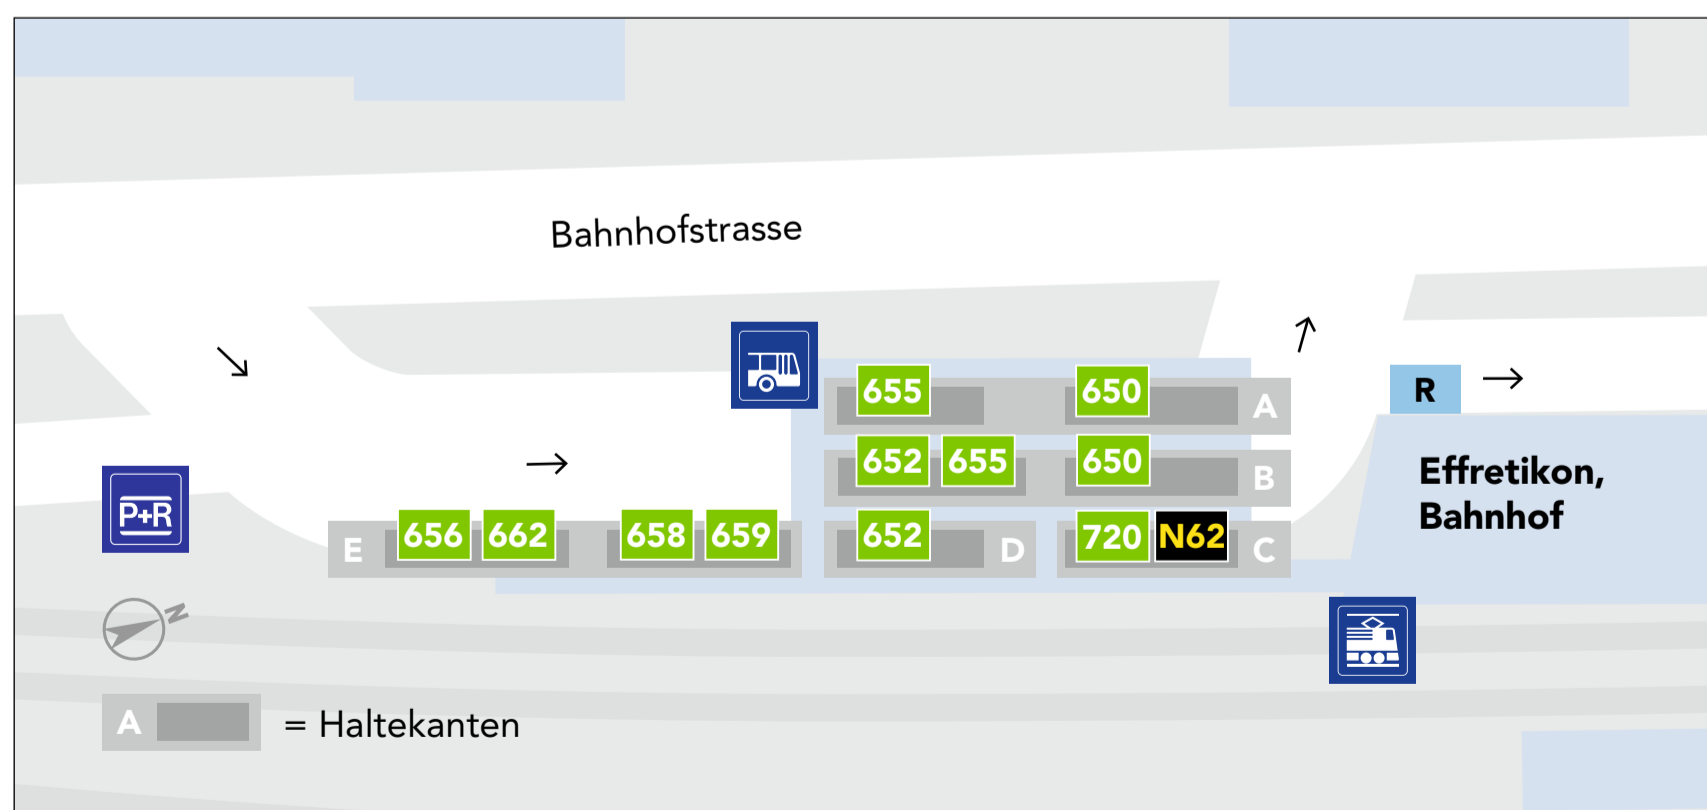 Bahnhofstrasse
655 650 A
R
652 655 650 B
Effretikon,
Bahnhof
P+R
E 656 662 658 659 652 D 720 N62 C
N
A = Haltekanten